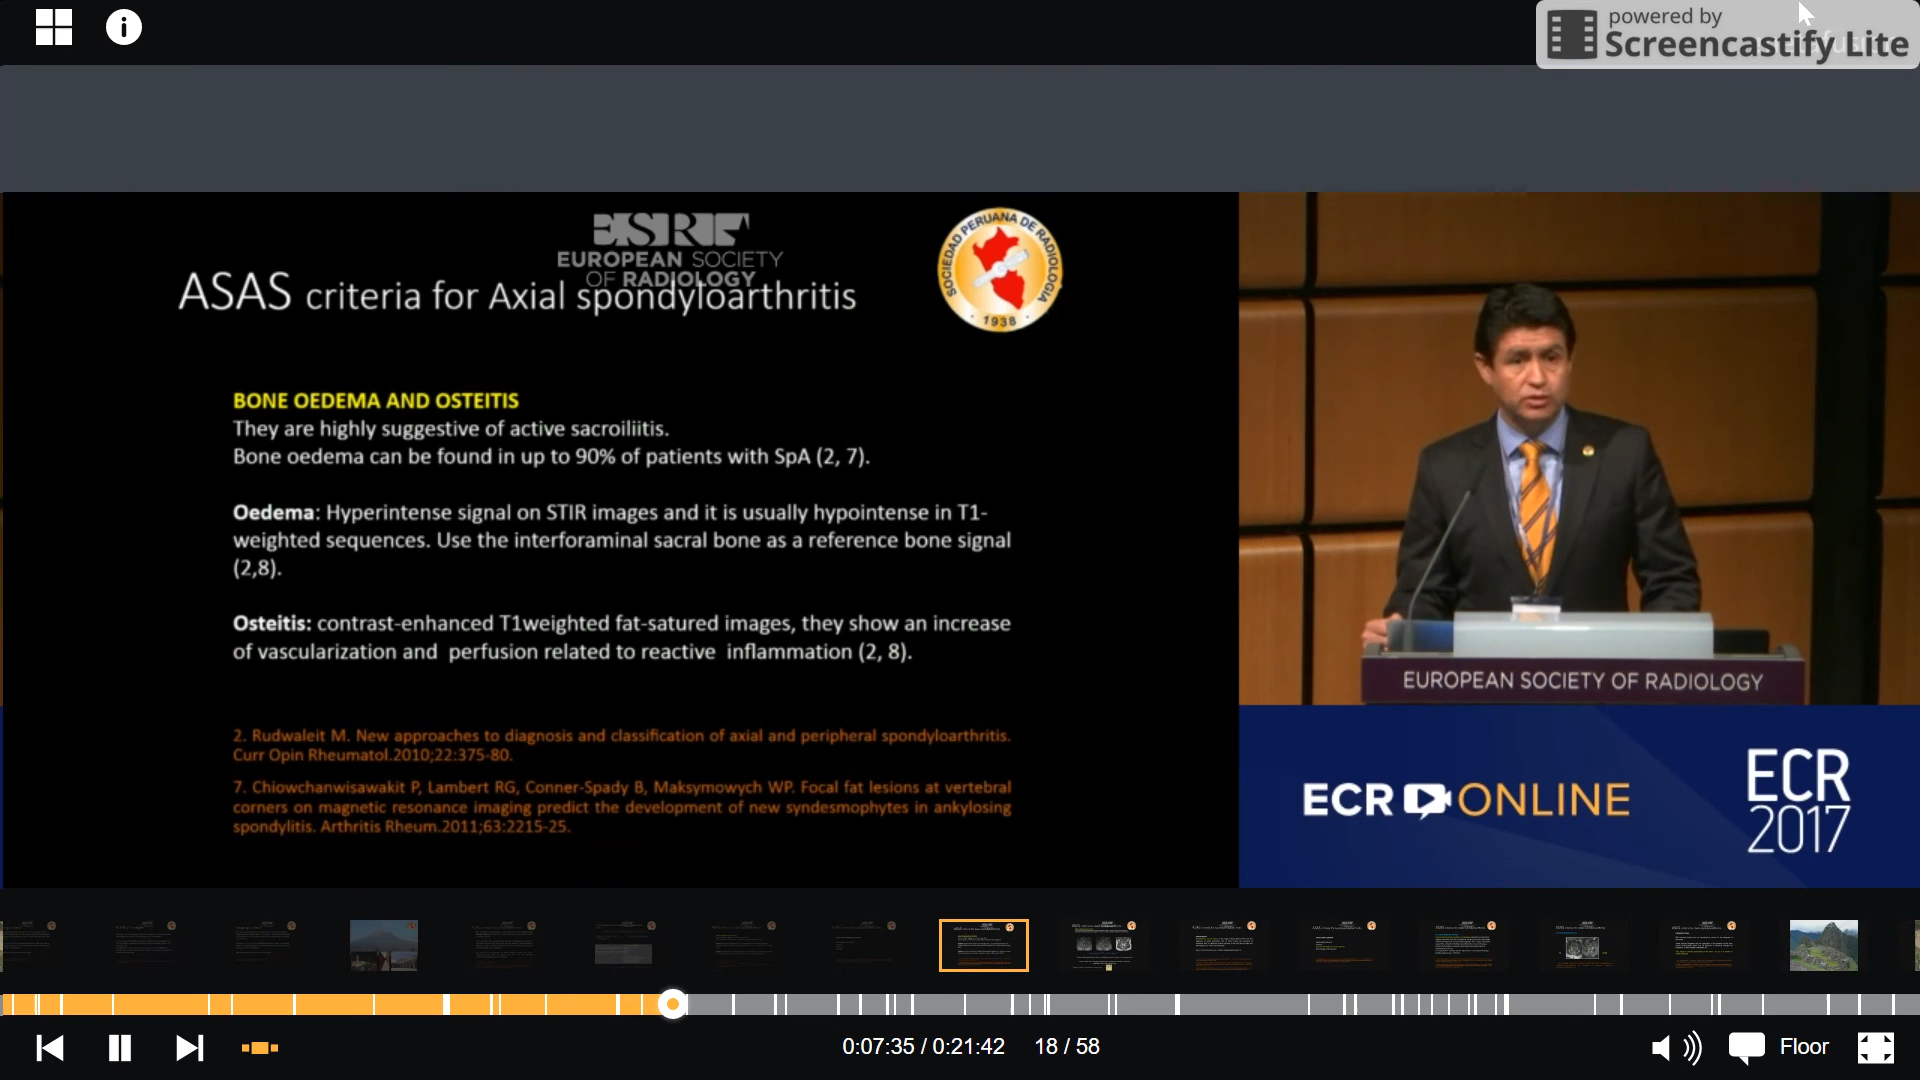 powered by
Screencastify Lite
ESR
EUROPEAN SOCIETY
OF RADIOLOGY
SOCIEDAD PERUANA DE RADIOLOGIA
· 1938 ·
ASAS criteria for Axial spondyloarthritis
BONE OEDEMA AND OSTEITIS
They are highly suggestive of active sacroiliitis.
Bone oedema can be found in up to 90% of patients with SpA (2, 7).
Oedema: Hyperintense signal on STIR images and it is usually hypointense in T1-
weighted sequences. Use the interforaminal sacral bone as a reference bone signal
(2,8).
Osteitis: contrast-enhanced T1weighted fat-satured images, they show an increase
of vascularization and perfusion related to reactive inflammation (2, 8).
2. Rudwaleit M. New approaches to diagnosis and classification of axial and peripheral spondyloarthritis.
Curr Opin Rheumatol.2010;22:375-80.
7. Chiowchanwisawakit P, Lambert RG, Conner-Spady B, Maksymowych WP. Focal fat lesions at vertebral
corners on magnetic resonance imaging predict the development of new syndesmophytes in ankylosing
spondylitis. Arthritis Rheum.2011;63:2215-25.
EUROPEAN SOCIETY OF RADIOLOGY
ECR ONLINE
ECR
2017
0:07:35 / 0:21:42
18 / 58
Floor